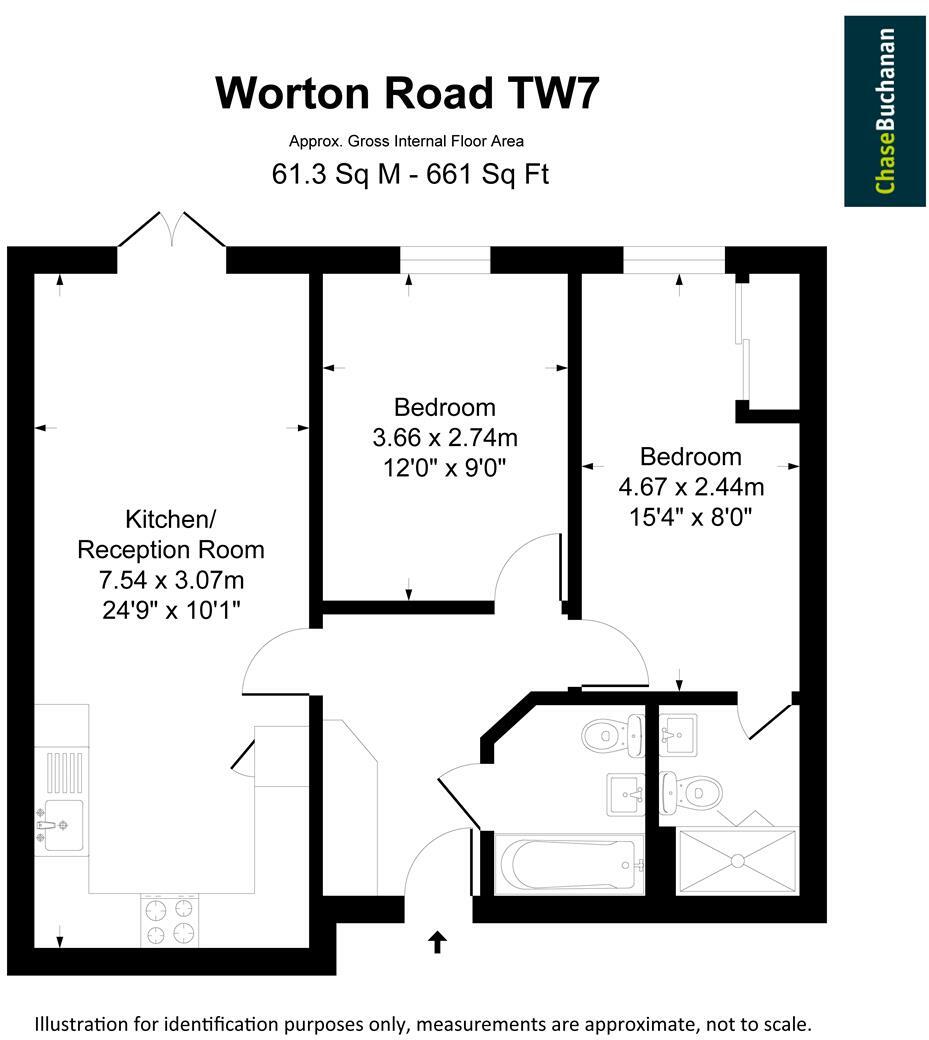 ChaseBuchanan
Worton Road TW7
Approx. Gross Internal Floor Area
61.3 Sq M - 661 Sq Ft
Bedroom
3.66 x 2.74m
12'0" x 9'0"
Bedroom
4.67 x 2.44m
15'4" x 8'0"
Kitchen/
Reception Room
7.54 x 3.07m
24'9" x 10'1"
Illustration for identification purposes only, measurements are approximate, not to scale.